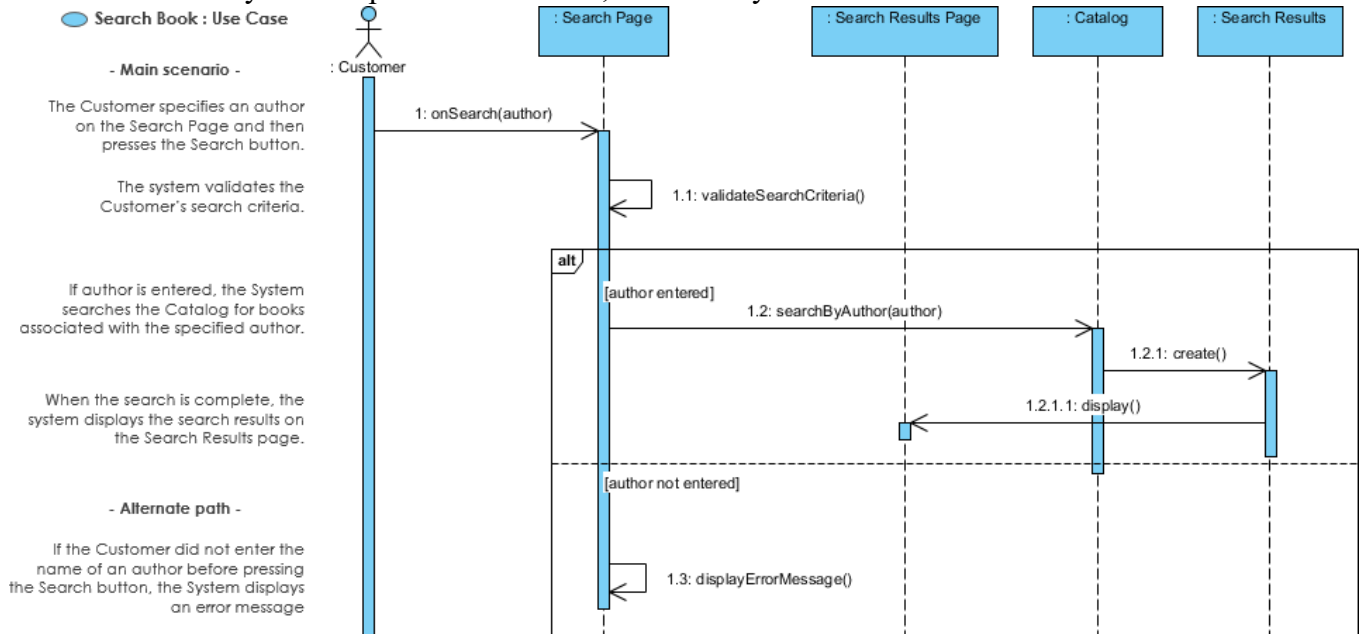 Search Book : Use Case
: Search Page
: Search Results Page
: Catalog
: Search Results
- Main scenario -
: Customer
The Customer specifies an author
on the Search Page and then
presses the Search button.
1: onSearch(author)
The system validates the
Customer's search criteria.
1.1: validateSearchCriteria()
alt
If author is entered, the System
searches the Catalog for books
associated with the specified author.
[author entered]
1.2: searchByAuthor(author)
1.2.1: create()
When the search is complete, the
system displays the search results on
the Search Results page.
1.2.1.1: display()
[author not entered]
- Alternate path -
If the Customer did not enter the
name of an author before pressing
the Search button, the System displays
an error message
1.3: displayErrorMessage()